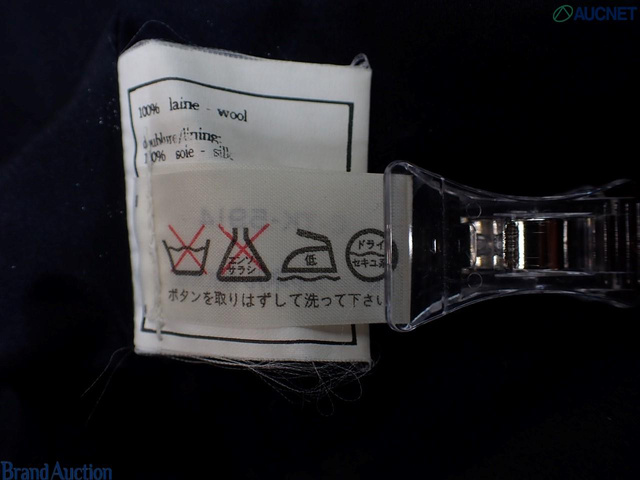 AUCNET
100% laine - wool
doublure/lining:
100% soie - silk
エンソ
サラシ
低
ドライ
セキユ系
ボタンを取りはずして洗って下さい
Brand Auction